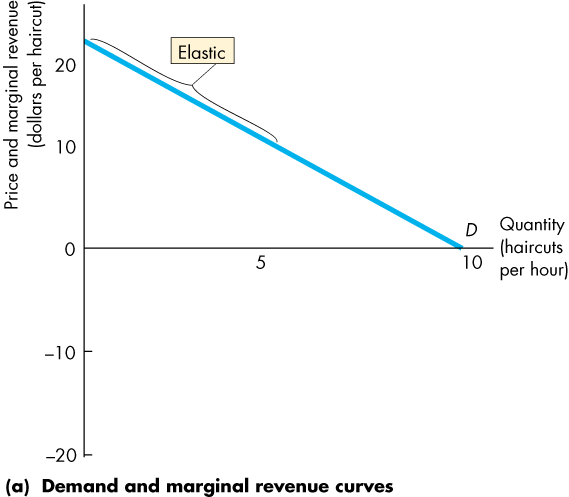 Price and marginal revenue
(dollars per haircut)
Elastic
20
10
0
–10
–20
5
10
D
Quantity
(haircuts
per hour)
(a) Demand and marginal revenue curves